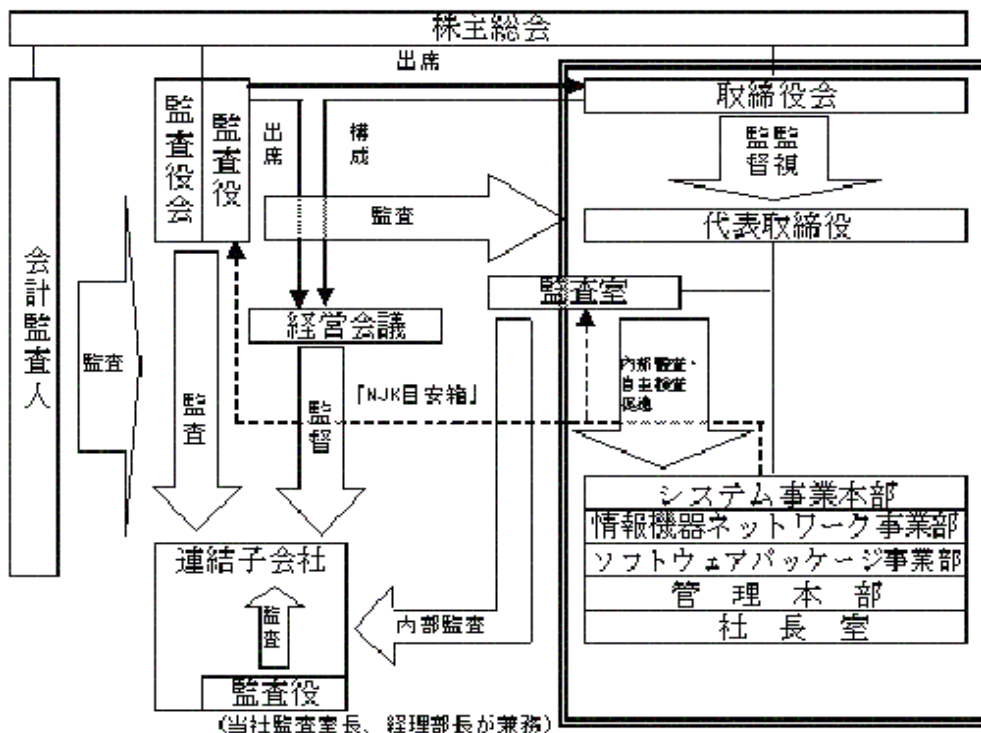 株主総会
出席
取締役会
監査役会
監査役
出席
構成
監督
監視
監査
代表取締役
会計監査人
監査室
経営会議
監査
内部監査・
自主検査
促進
「NJK目安箱」
監査
監督
システム事業本部
情報機器ネットワーク事業部
ソフトウェアパッケージ事業部
管理本部
社長室
連結子会社
監査
内部監査
監査役
(当社監査室長、経理部長が兼務)